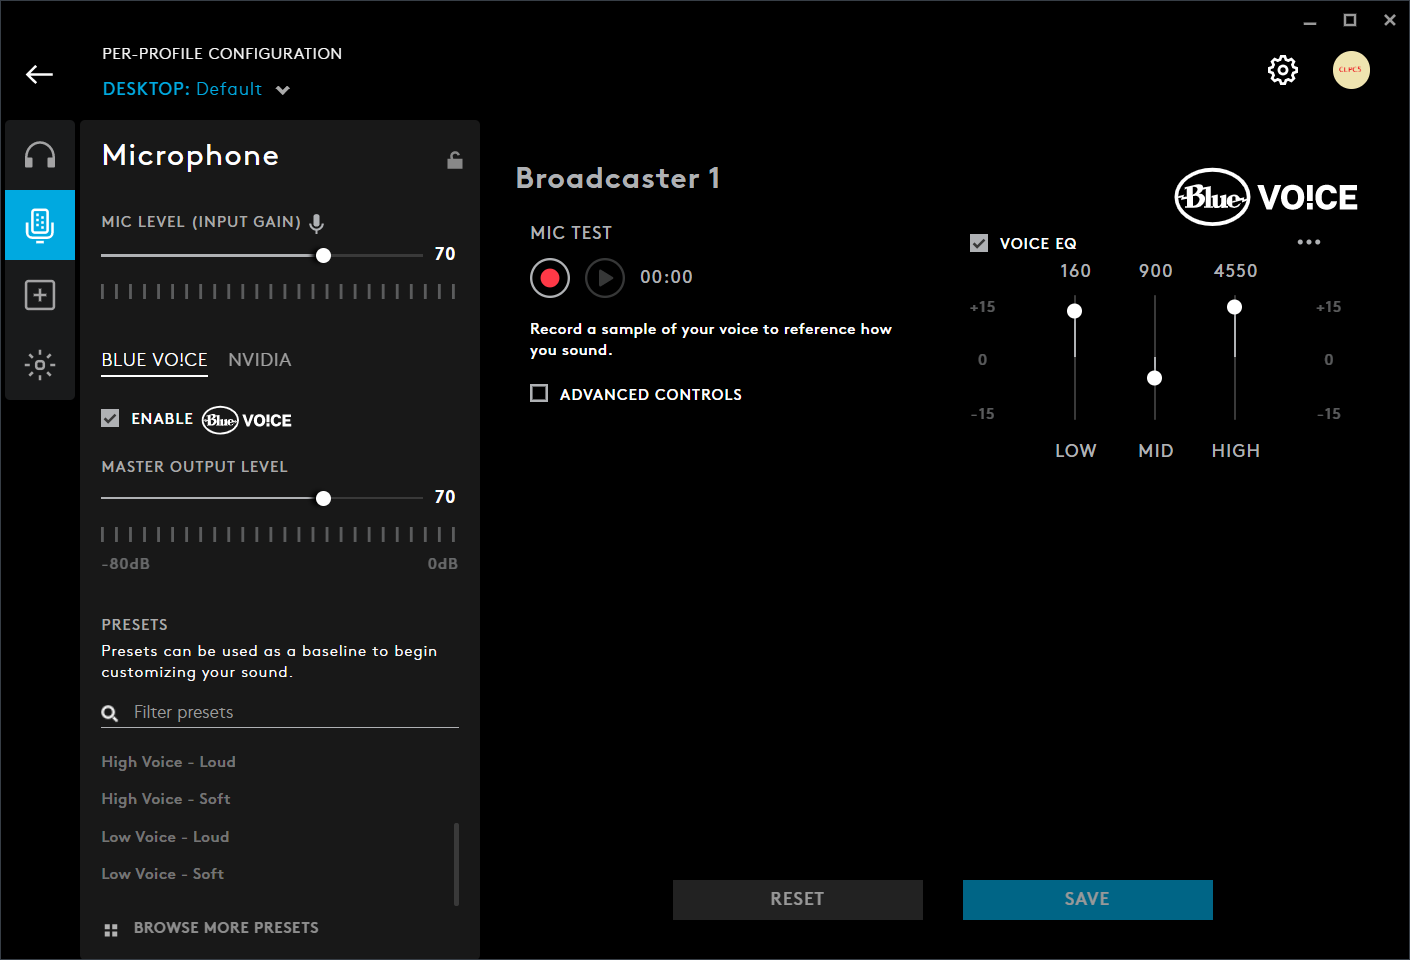 PER-PROFILE CONFIGURATION
DESKTOP: Default
CLPCS
Microphone
MIC LEVEL (INPUT GAIN)
70
BLUE VO!CE NVIDIA
ENABLE Blue VO!CE
MASTER OUTPUT LEVEL
70
-80dB 0dB
PRESETS
Presets can be used as a baseline to begin
customizing your sound.
Filter presets
High Voice - Loud
High Voice - Soft
Low Voice - Loud
Low Voice - Soft
BROWSE MORE PRESETS
Broadcaster 1
MIC TEST
00:00
Record a sample of your voice to reference how
you sound.
ADVANCED CONTROLS
Blue VO!CE
VOICE EQ
160 900 4550
+15 +15
0 0
-15 -15
LOW MID HIGH
RESET SAVE